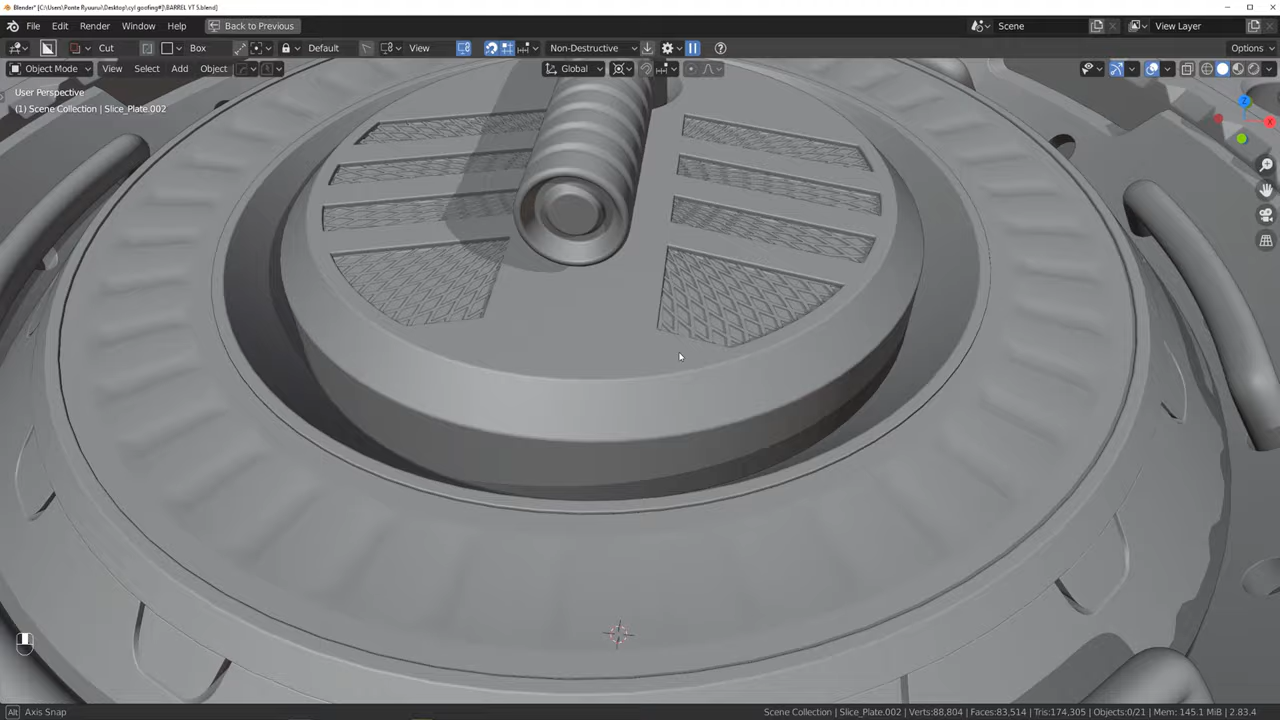 Blender* [C:\Users\Ponte Ryuurui\Desktop\cyl goofing#]\BARREL YT 5.blend]
File Edit Render Window Help Back to Previous Scene View Layer
Cut Box Default View Non-Destructive Options
Object Mode View Select Add Object Global
User Perspective
(1) Scene Collection | Slice_Plate.002
Z
X
Alt Axis Snap Scene Collection | Slice_Plate.002 | Verts:88,804 | Faces:83,514 | Tris:174,305 | Objects:0/21 | Mem: 145.1 MiB | 2.83.4